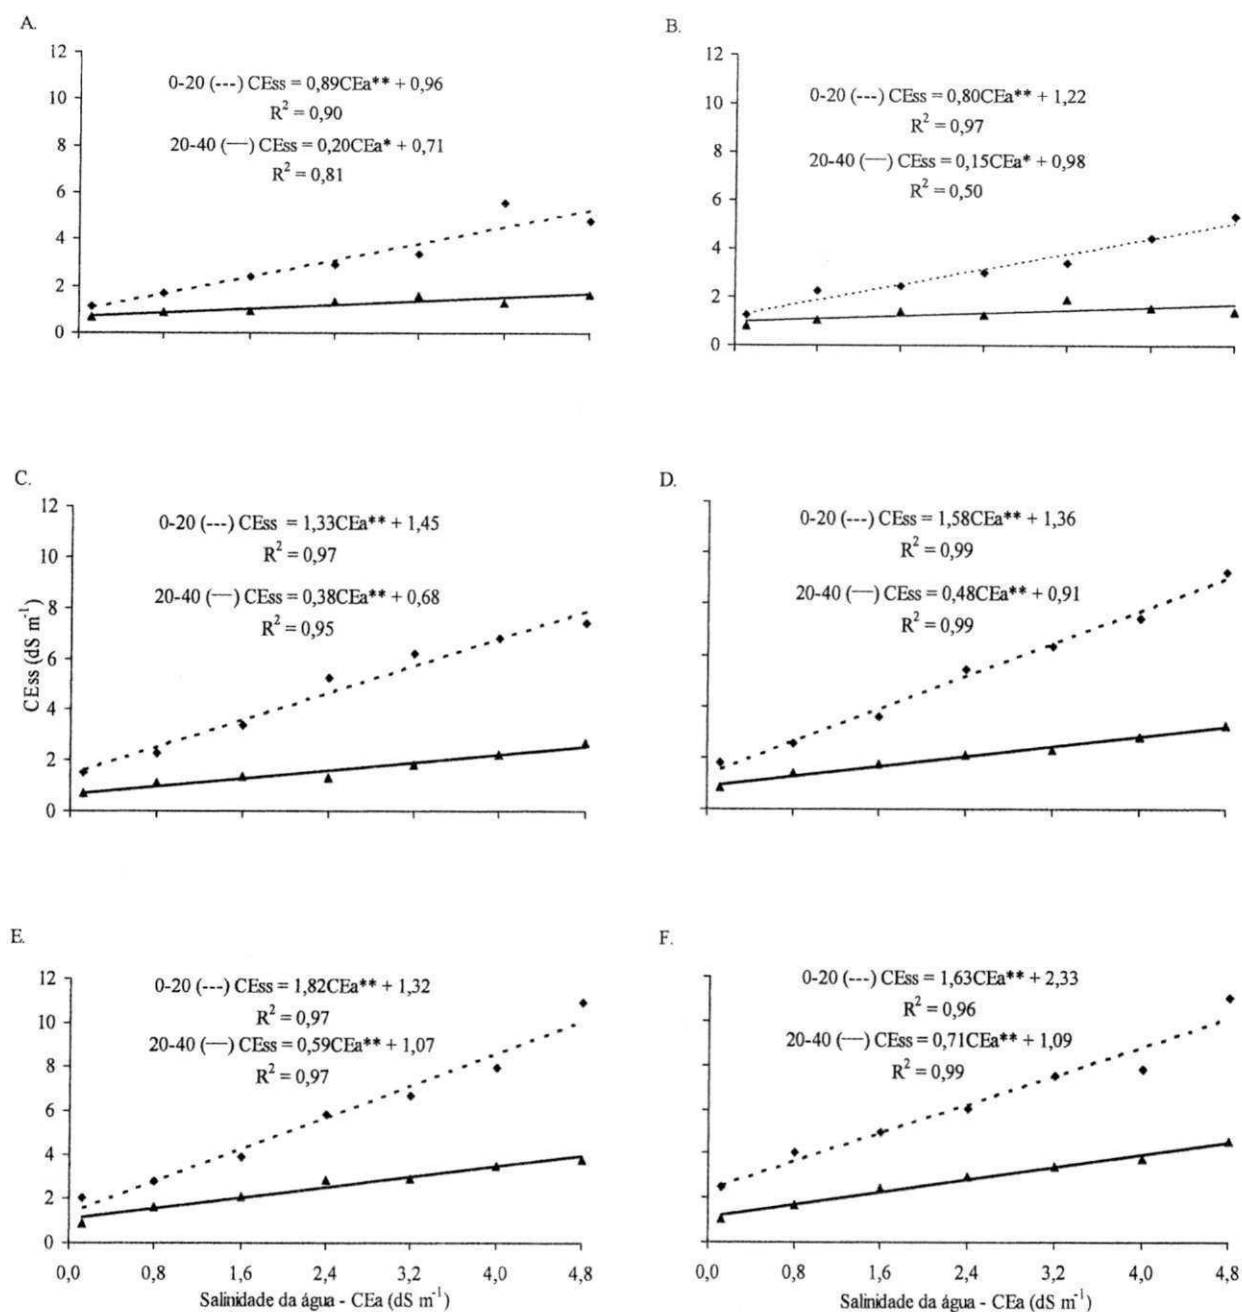 A.
12
10
8
6
4
2
0
0-20 (---) CEss = 0,89CEa** + 0,96
R² = 0,90
20-40 (—) CEss = 0,20CEa* + 0,71
R² = 0,81
B.
12
10
8
6
4
2
0
0-20 (---) CEss = 0,80CEa** + 1,22
R² = 0,97
20-40 (—) CEss = 0,15CEa* + 0,98
R² = 0,50
C.
CEss (dS m⁻¹)
12
10
8
6
4
2
0
0-20 (---) CEss = 1,33CEa** + 1,45
R² = 0,97
20-40 (—) CEss = 0,38CEa** + 0,68
R² = 0,95
D.
0-20 (---) CEss = 1,58CEa** + 1,36
R² = 0,99
20-40 (—) CEss = 0,48CEa** + 0,91
R² = 0,99
E.
12
10
8
6
4
2
0
0-20 (---) CEss = 1,82CEa** + 1,32
R² = 0,97
20-40 (—) CEss = 0,59CEa** + 1,07
R² = 0,97
0,0 0,8 1,6 2,4 3,2 4,0 4,8
Salinidade da água - CEa (dS m⁻¹)
F.
0-20 (---) CEss = 1,63CEa** + 2,33
R² = 0,96
20-40 (—) CEss = 0,71CEa** + 1,09
R² = 0,99
0,0 0,8 1,6 2,4 3,2 4,0 4,8
Salinidade da água - CEa (dS m⁻¹)